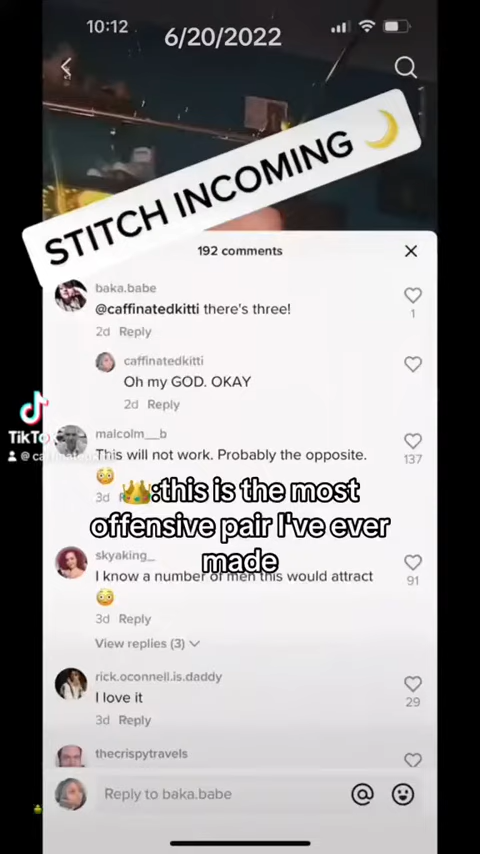 10:12
6/20/2022
STITCH INCOMING 🌙
192 comments
baka.babe
@caffinatedkitti there's three!
1
2d Reply
caffinatedkitti
Oh my GOD. OKAY
2d Reply
TikTo
malcolm__b
This will not work. Probably the opposite.
😳
137
3d
👑:this is the most
offensive pair I've ever
made
skyaking_
I know a number of men this would attract
😳
91
3d Reply
View replies (3)
rick.oconnell.is.daddy
I love it
29
3d Reply
thecrispytravels
Reply to baka.babe